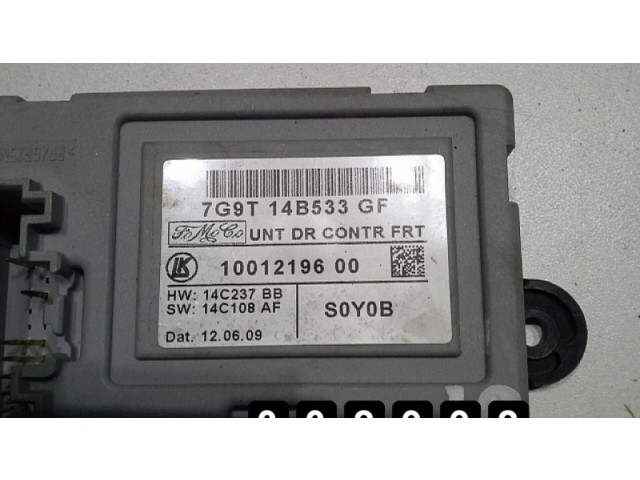 7G9T 14B533 GF
FoMoCo UNT DR CONTR FRT
LK 10012196 00
HW: 14C237 BB
SW: 14C108 AF
S0Y0B
Dat. 12.06.09